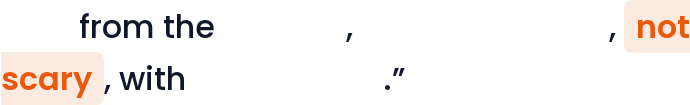 from the , , not
scary , with .”